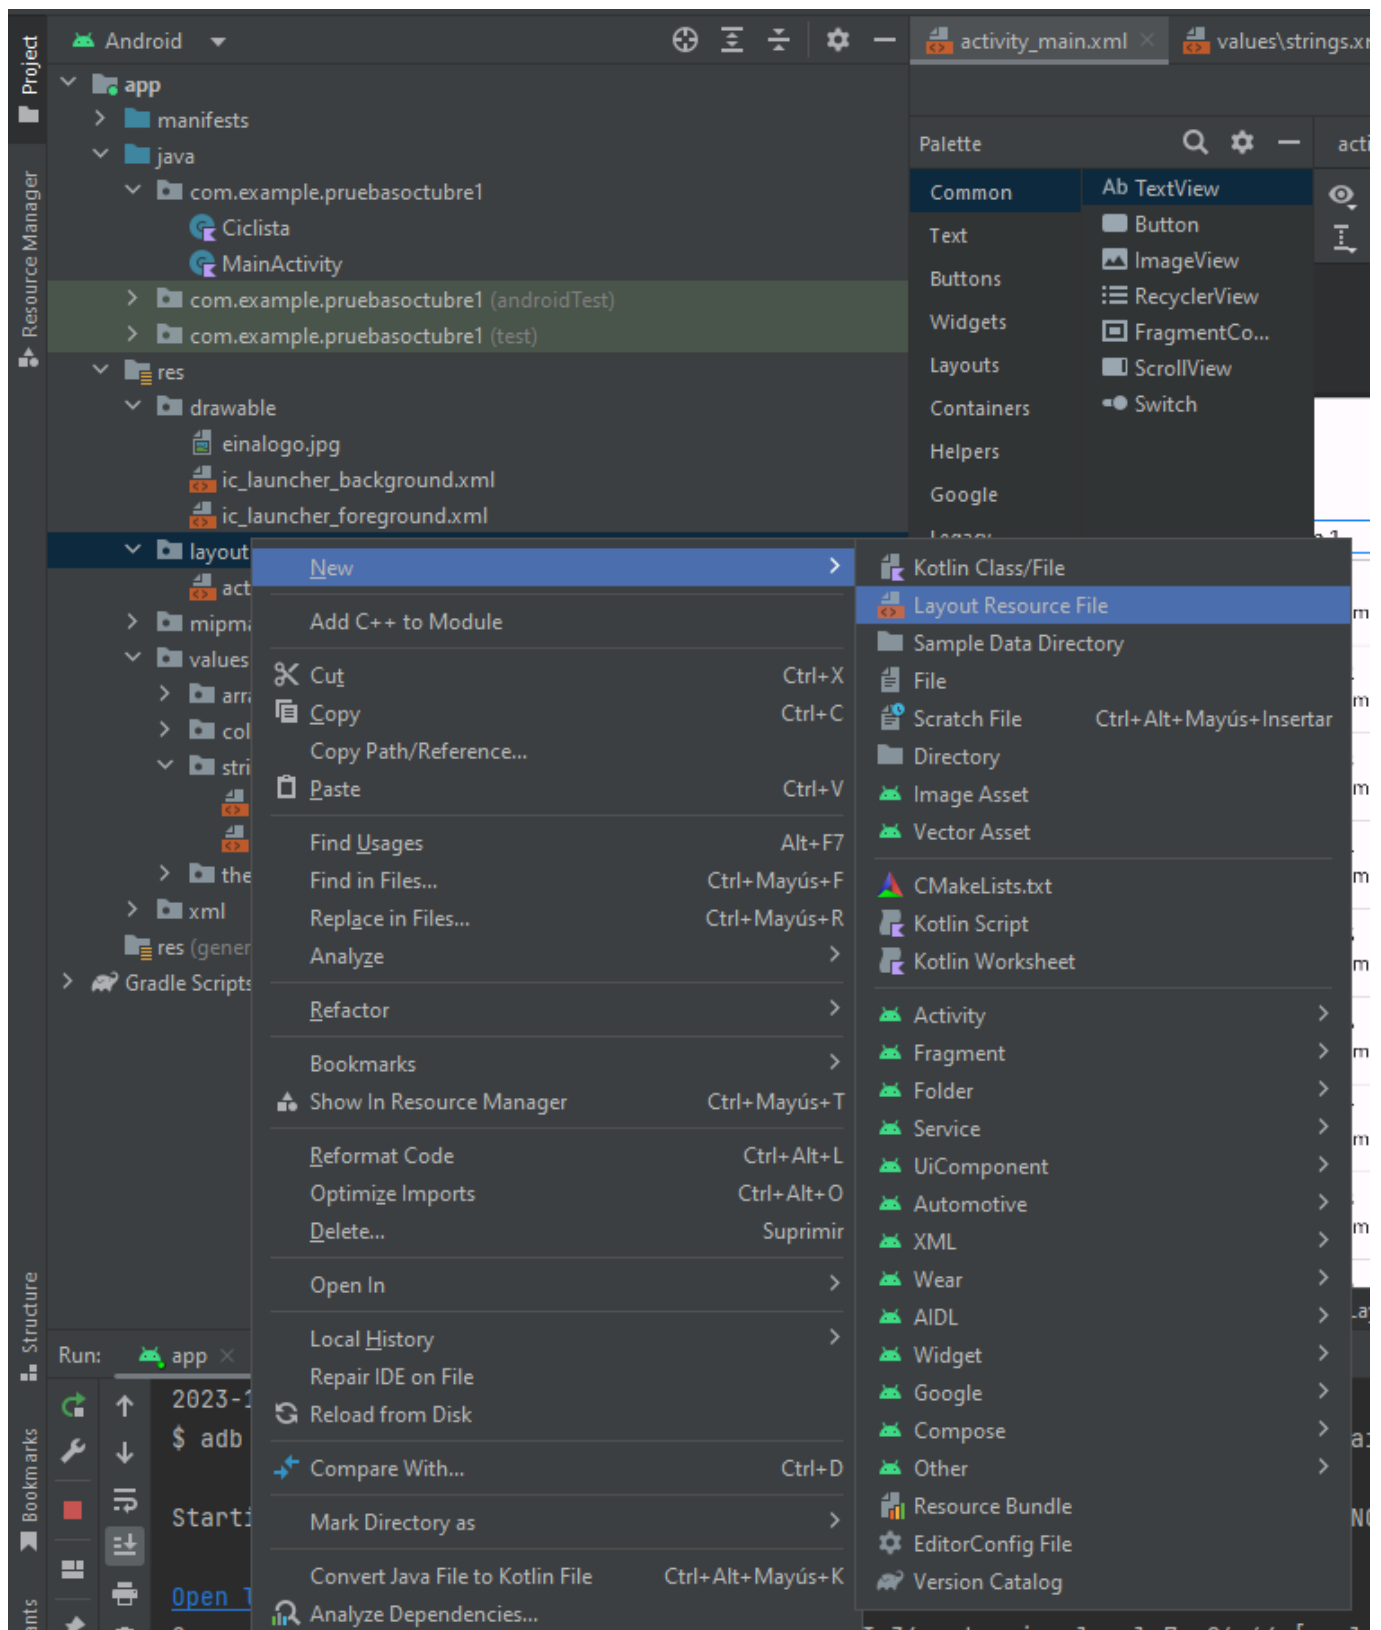 Project
Resource Manager
Structure
Bookmarks
Android
app
manifests
java
com.example.pruebasoctubre1
Ciclista
MainActivity
com.example.pruebasoctubre1 (androidTest)
com.example.pruebasoctubre1 (test)
res
drawable
einalogo.jpg
ic_launcher_background.xml
ic_launcher_foreground.xml
layout
act
mipma
values
arra
col
stri
the
xml
res (gener
Gradle Scripts
activity_main.xml
values\strings.x
Palette
acti
Common
Text
Buttons
Widgets
Layouts
Containers
Helpers
Google
Legacy
Ab TextView
Button
ImageView
RecyclerView
FragmentCo...
ScrollView
Switch
New
Add C++ to Module
Cut Ctrl+X
Copy Ctrl+C
Copy Path/Reference...
Paste Ctrl+V
Find Usages Alt+F7
Find in Files... Ctrl+Mayús+F
Replace in Files... Ctrl+Mayús+R
Analyze
Refactor
Bookmarks
Show In Resource Manager Ctrl+Mayús+T
Reformat Code Ctrl+Alt+L
Optimize Imports Ctrl+Alt+O
Delete... Suprimir
Open In
Local History
Repair IDE on File
Reload from Disk
Compare With... Ctrl+D
Mark Directory as
Convert Java File to Kotlin File Ctrl+Alt+Mayús+K
Analyze Dependencies...
Kotlin Class/File
Layout Resource File
Sample Data Directory
File
Scratch File Ctrl+Alt+Mayús+Insertar
Directory
Image Asset
Vector Asset
CMakeLists.txt
Kotlin Script
Kotlin Worksheet
Activity
Fragment
Folder
Service
UiComponent
Automotive
XML
Wear
AIDL
Widget
Google
Compose
Other
Resource Bundle
EditorConfig File
Version Catalog
Run: app
2023-1
$ adb
Starti
Open